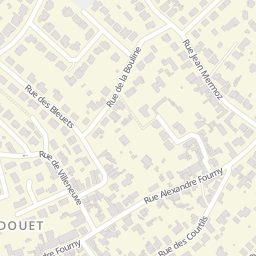 Rue de la Bouline
Rue Jean Mermoz
Rue des Bleuets
Rue de Villeneuve
Rue Alexandre Fourny
DOUET
Fourny
Rue des Courtils